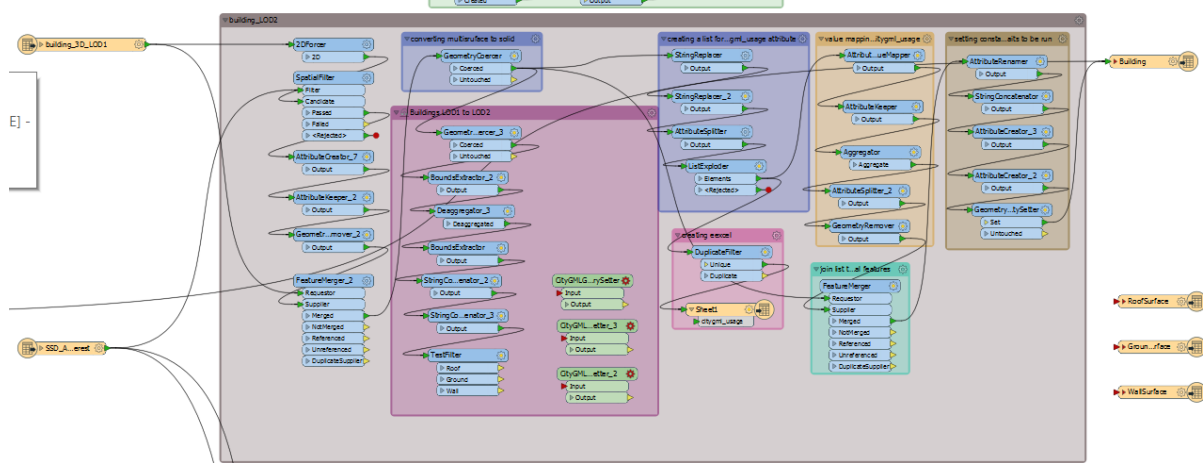 Created
Output
building_LOD2
building_3D_LOD1
E] -
SSD_A...erest
2DForcer
2D
SpatialFilter
Filter
Candidate
Passed
Failed
<Rejected>
AttributeCreator_7
Output
AttributeKeeper_2
Output
Geometr...mover_2
Output
FeatureMerger_2
Requestor
Supplier
Merged
NotMerged
Referenced
Unreferenced
DuplicateSupplier
converting multisruface to solid
GeometryCoercer
Coerced
Untouched
Buildings LOD1 to LOD2
Geometr...ercer_3
Coerced
Untouched
BoundsExtractor_2
Output
Deaggregator_3
Deaggregated
BoundsExtractor
Output
StringCo...enator_2
Output
StringCo...enator_3
Output
TestFilter
Roof
Ground
Wall
CityGMLG...rySetter
Input
Output
CityGML...etter_3
Input
Output
CityGML...etter_2
Input
Output
creating a list for...gml_usage attribute
StringReplacer
Output
StringReplacer_2
Output
AttributeSplitter
Output
ListExploder
Elements
<Rejected>
creating eexcel
DuplicateFilter
Unique
Duplicate
Sheet1
citygml_usage
value mappin...itygml_usage
Attribut...ueMapper
Output
AttributeKeeper
Output
Aggregator
Aggregate
AttributeSplitter_2
Output
GeometryRemover
Output
join list t...al features
FeatureMerger
Requestor
Supplier
Merged
NotMerged
Referenced
Unreferenced
DuplicateSupplier
setting consta...aits to be run
AttributeRenamer
Output
StringConcatenator
Output
AttributeCreator_3
Output
AttributeCreator_2
Output
Geometry...tySetter
Set
Untouched
Building
RoofSurface
Groun...rface
WallSurface